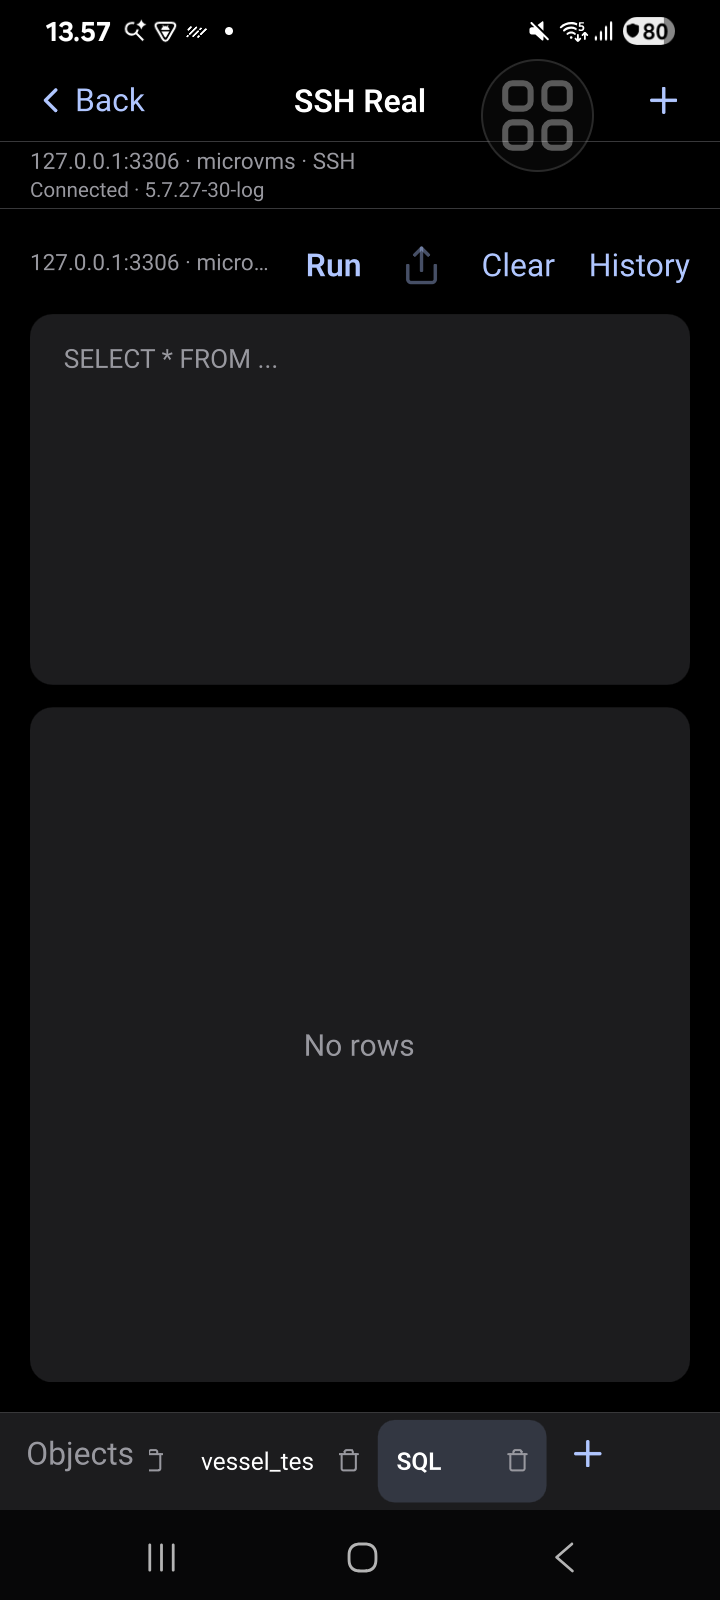 13.57
5
80
Back
SSH Real
127.0.0.1:3306 · microvms · SSH
Connected · 5.7.27-30-log
127.0.0.1:3306 · micro...
Run
Clear
History
SELECT * FROM ...
No rows
Objects
vessel_tes
SQL